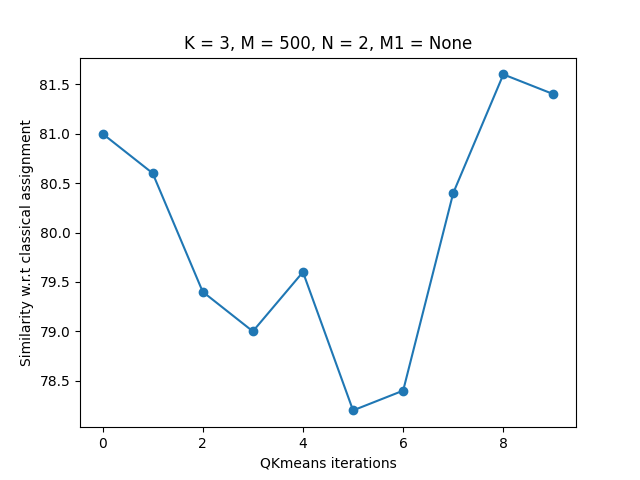 K = 3, M = 500, N = 2, M1 = None
81.5
81.0
80.5
80.0
79.5
79.0
78.5
Similarity w.r.t classical assignment
0 2 4 6 8
QKmeans iterations